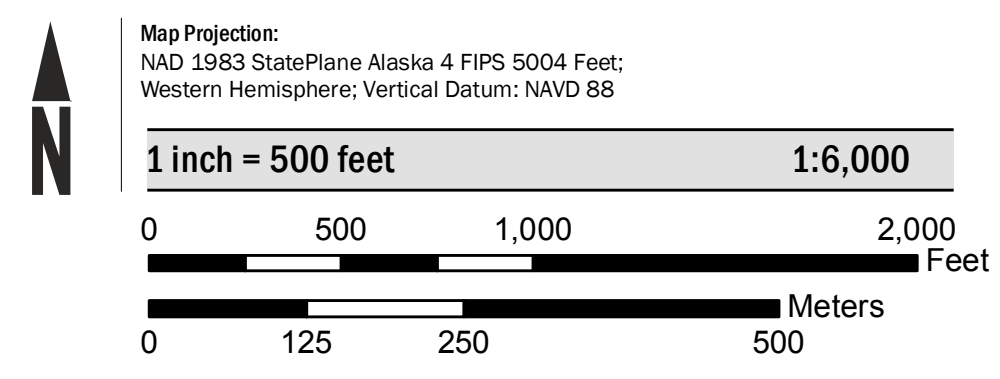 Map Projection:
NAD 1983 StatePlane Alaska 4 FIPS 5004 Feet;
Western Hemisphere; Vertical Datum: NAVD 88
N
1 inch = 500 feet 1:6,000
0 500 1,000 2,000
Feet
Meters
0 125 250 500